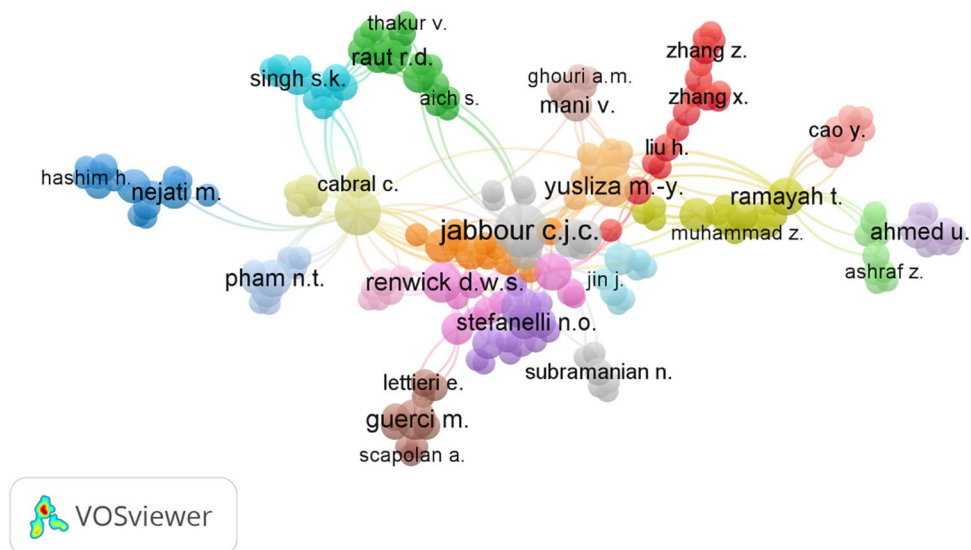 thakur v.
raut r.d.
zhang z.
singh s.k.
ghouri a.m.
aich s.
mani v.
zhang x.
cao y.
liu h.
hashim h.
nejati m.
cabral c.
yusliza m.-y.
ramayah t.
jabbour c.j.c.
muhammad z.
ahmed u.
pham n.t.
renwick d.w.s.
jin j.
ashraf z.
stefanelli n.o.
subramanian n.
lettieri e.
guerci m.
scapolan a.
VOSviewer